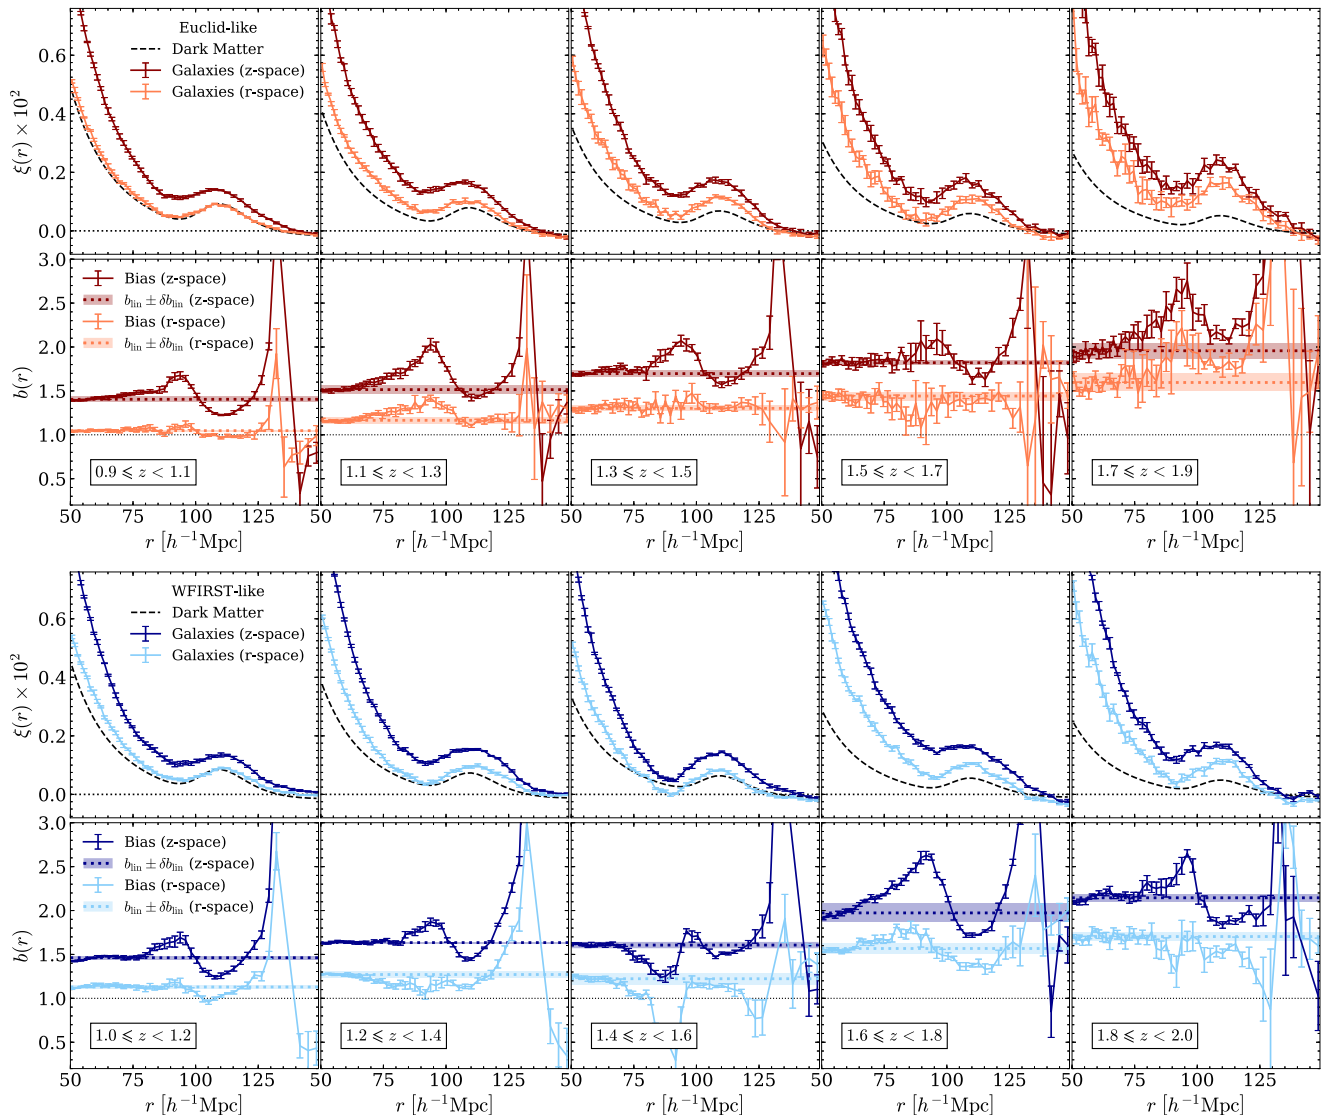 Euclid-like
Dark Matter
Galaxies (z-space)
Galaxies (r-space)
ξ(r) × 10²
0.6
0.4
0.2
0.0
Bias (z-space)
b_lin ± δb_lin (z-space)
Bias (r-space)
b_lin ± δb_lin (r-space)
b(r)
3.0
2.5
2.0
1.5
1.0
0.5
0.9 ⩽ z < 1.1
1.1 ⩽ z < 1.3
1.3 ⩽ z < 1.5
1.5 ⩽ z < 1.7
1.7 ⩽ z < 1.9
50 75 100 125 50 75 100 125 50 75 100 125 50 75 100 125 50 75 100 125
r [h⁻¹Mpc] r [h⁻¹Mpc] r [h⁻¹Mpc] r [h⁻¹Mpc] r [h⁻¹Mpc]
WFIRST-like
Dark Matter
Galaxies (z-space)
Galaxies (r-space)
ξ(r) × 10²
0.6
0.4
0.2
0.0
Bias (z-space)
b_lin ± δb_lin (z-space)
Bias (r-space)
b_lin ± δb_lin (r-space)
b(r)
3.0
2.5
2.0
1.5
1.0
0.5
1.0 ⩽ z < 1.2
1.2 ⩽ z < 1.4
1.4 ⩽ z < 1.6
1.6 ⩽ z < 1.8
1.8 ⩽ z < 2.0
50 75 100 125 50 75 100 125 50 75 100 125 50 75 100 125 50 75 100 125
r [h⁻¹Mpc] r [h⁻¹Mpc] r [h⁻¹Mpc] r [h⁻¹Mpc] r [h⁻¹Mpc]